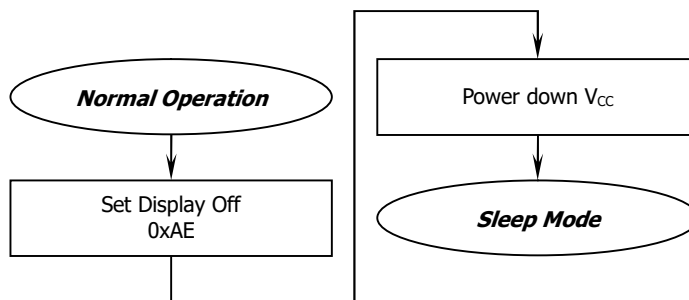 Normal Operation
Set Display Off
0xAE
Power down VCC
Sleep Mode